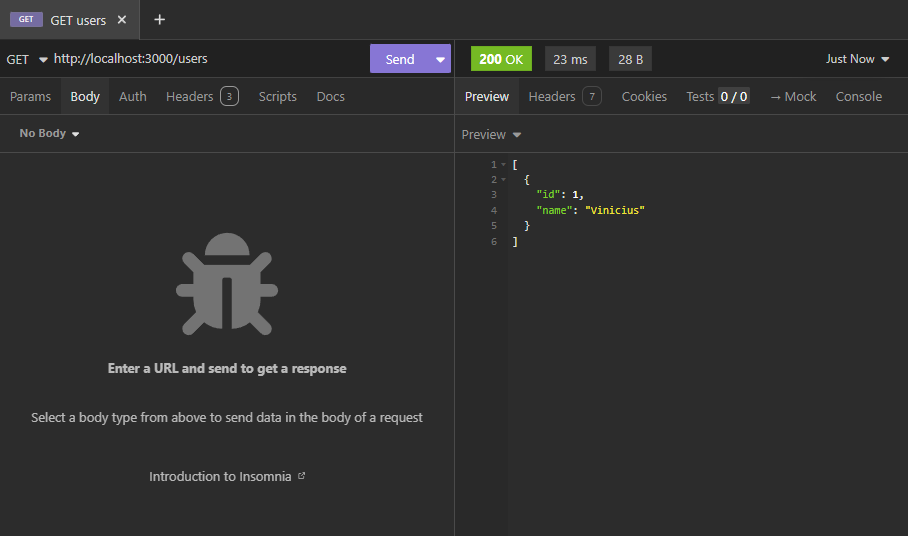 GET GET users
GET http://localhost:3000/users Send 200 OK 23 ms 28 B Just Now
Params Body Auth Headers 3 Scripts Docs Preview Headers 7 Cookies Tests 0 / 0 → Mock Console
No Body Preview
1 [
2 {
3 "id": 1,
4 "name": "Vinicius"
5 }
6 ]
Enter a URL and send to get a response
Select a body type from above to send data in the body of a request
Introduction to Insomnia